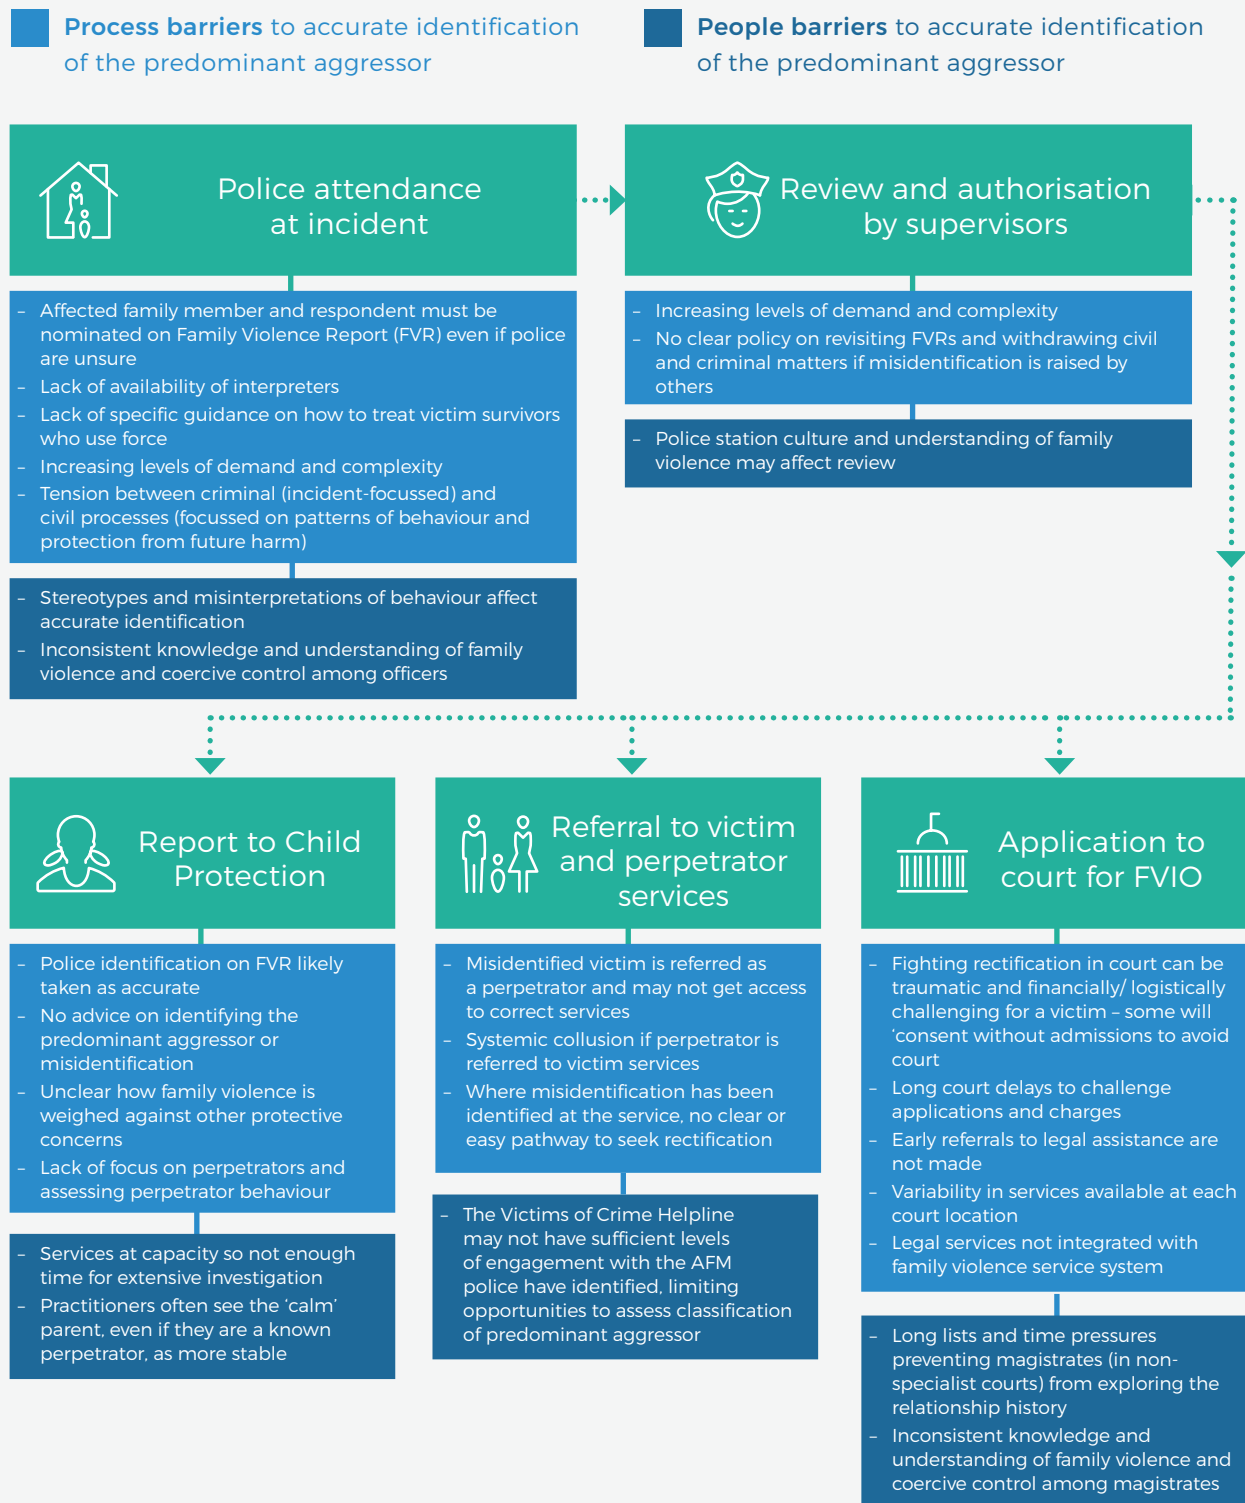 Process barriers to accurate identification
of the predominant aggressor
People barriers to accurate identification
of the predominant aggressor
Police attendance
at incident
Review and authorisation
by supervisors
– Affected family member and respondent must be
nominated on Family Violence Report (FVR) even if police
are unsure
– Lack of availability of interpreters
– Lack of specific guidance on how to treat victim survivors
who use force
– Increasing levels of demand and complexity
– Tension between criminal (incident-focussed) and
civil processes (focussed on patterns of behaviour and
protection from future harm)
– Stereotypes and misinterpretations of behaviour affect
accurate identification
– Inconsistent knowledge and understanding of family
violence and coercive control among officers
– Increasing levels of demand and complexity
– No clear policy on revisiting FVRs and withdrawing civil
and criminal matters if misidentification is raised by
others
– Police station culture and understanding of family
violence may affect review
Report to Child
Protection
– Police identification on FVR likely
taken as accurate
– No advice on identifying the
predominant aggressor or
misidentification
– Unclear how family violence is
weighed against other protective
concerns
– Lack of focus on perpetrators and
assessing perpetrator behaviour
– Services at capacity so not enough
time for extensive investigation
– Practitioners often see the ‘calm’
parent, even if they are a known
perpetrator, as more stable
Referral to victim
and perpetrator
services
– Misidentified victim is referred as
a perpetrator and may not get access
to correct services
– Systemic collusion if perpetrator is
referred to victim services
– Where misidentification has been
identified at the service, no clear or
easy pathway to seek rectification
– The Victims of Crime Helpline
may not have sufficient levels
of engagement with the AFM
police have identified, limiting
opportunities to assess classification
of predominant aggressor
Application to
court for FVIO
– Fighting rectification in court can be
traumatic and financially/ logistically
challenging for a victim – some will
‘consent without admissions to avoid
court
– Long court delays to challenge
applications and charges
– Early referrals to legal assistance are
not made
– Variability in services available at each
court location
– Legal services not integrated with
family violence service system
– Long lists and time pressures
preventing magistrates (in non-
specialist courts) from exploring the
relationship history
– Inconsistent knowledge and
understanding of family violence and
coercive control among magistrates